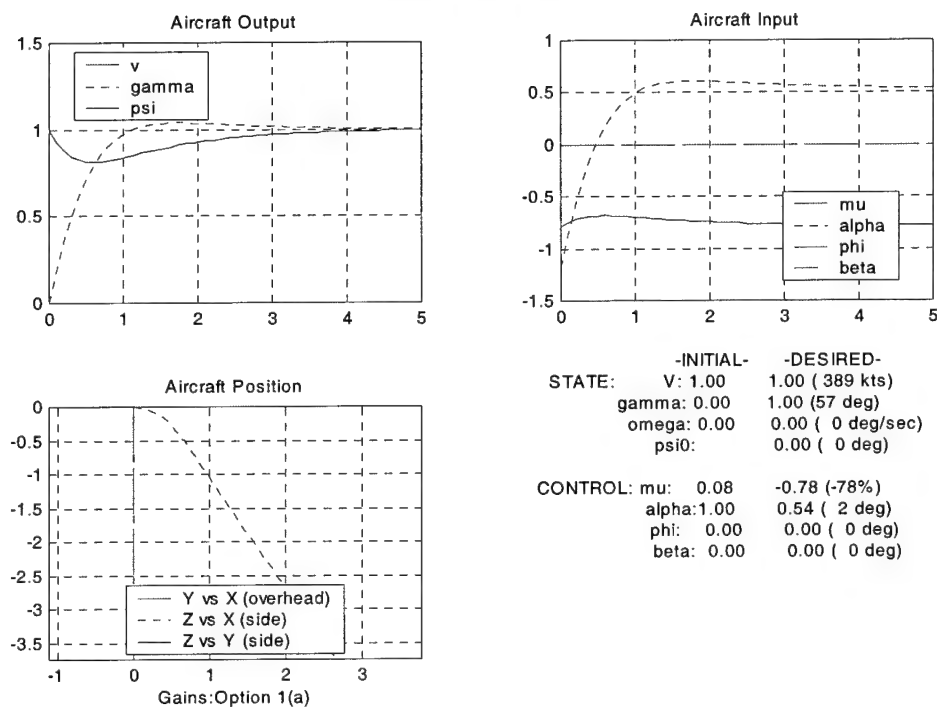 Aircraft Output
1.5
1
0.5
0
0 1 2 3 4 5
v
gamma
psi
Aircraft Input
1
0.5
0
-0.5
-1
-1.5
0 1 2 3 4 5
mu
alpha
phi
beta
Aircraft Position
0
-0.5
-1
-1.5
-2
-2.5
-3
-3.5
-1 0 1 2 3
Y vs X (overhead)
Z vs X (side)
Z vs Y (side)
Gains:Option 1(a)
-INITIAL- -DESIRED-
STATE: V: 1.00 1.00 ( 389 kts)
gamma: 0.00 1.00 (57 deg)
omega: 0.00 0.00 ( 0 deg/sec)
psi0: 0.00 ( 0 deg)
CONTROL: mu: 0.08 -0.78 (-78%)
alpha:1.00 0.54 ( 2 deg)
phi: 0.00 0.00 ( 0 deg)
beta: 0.00 0.00 ( 0 deg)